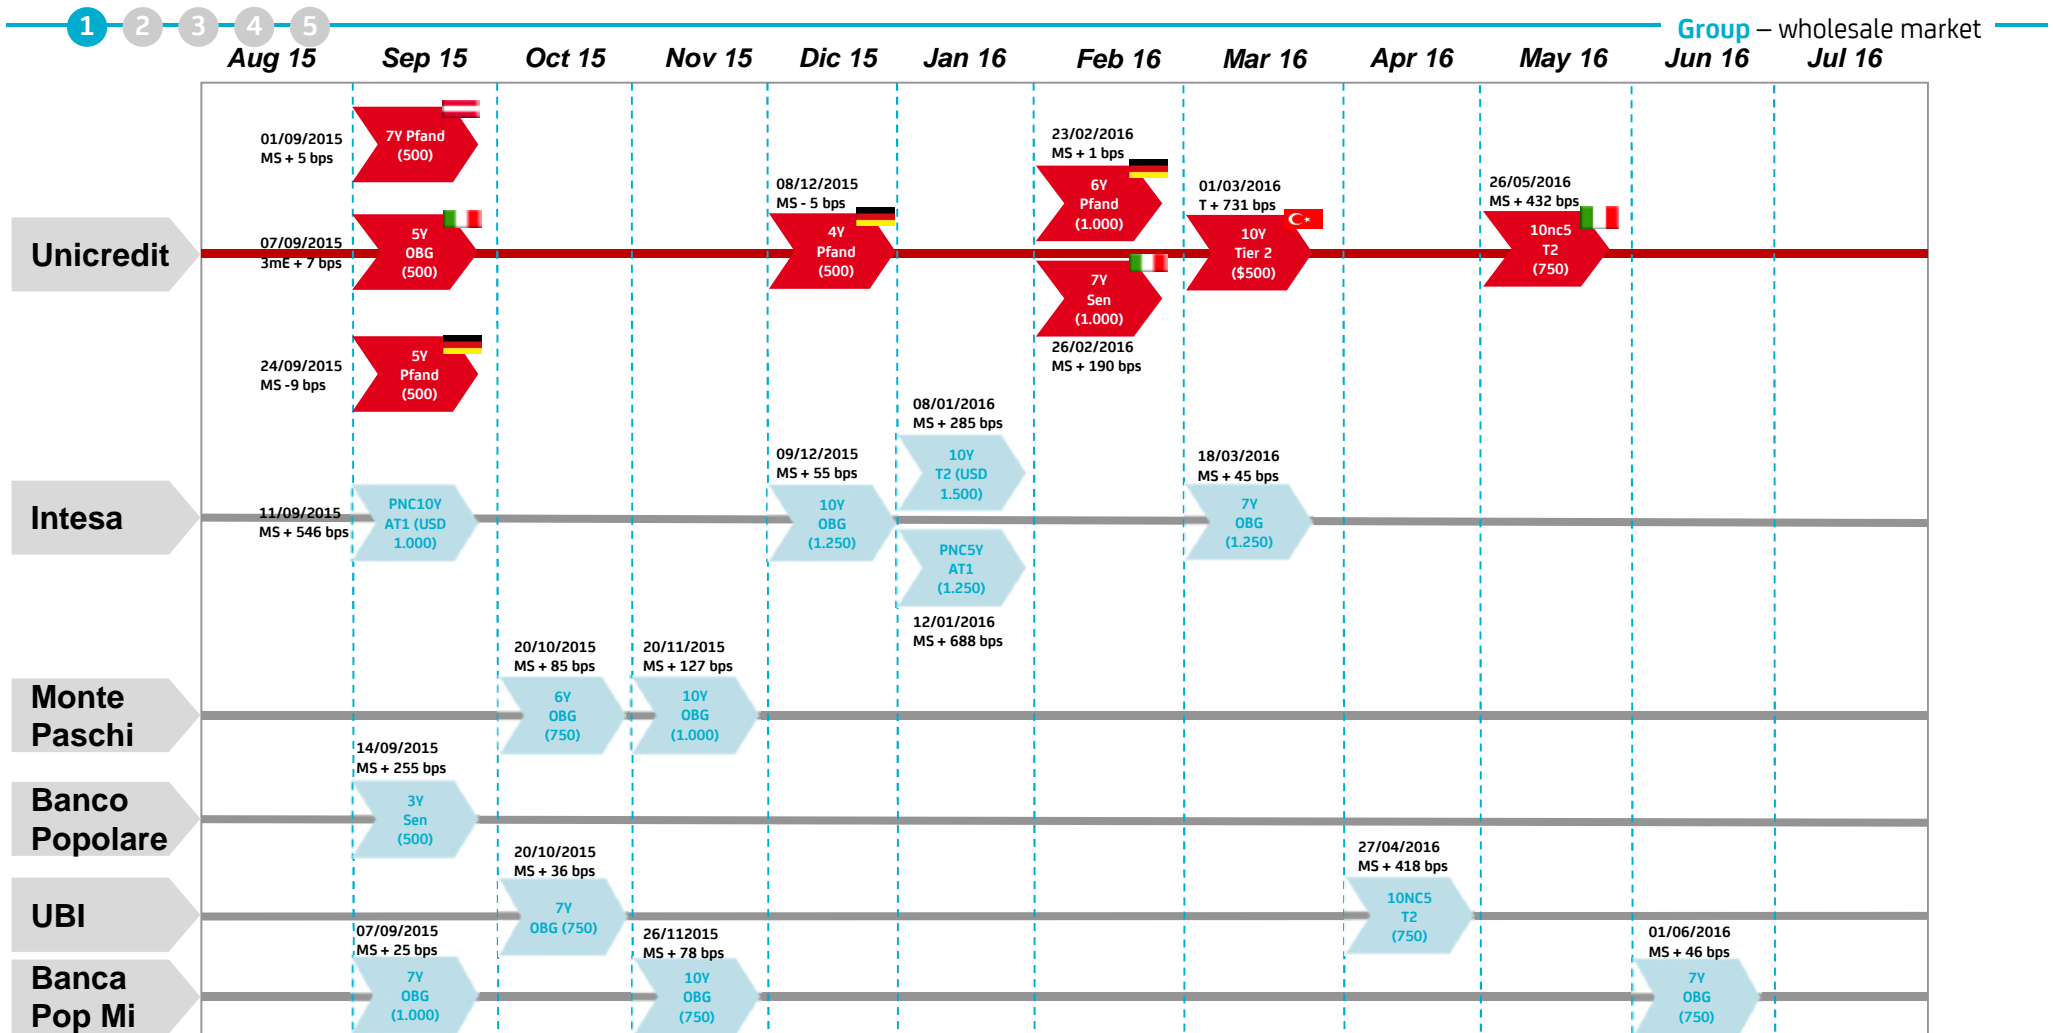 1 2 3 4 5
Group – wholesale market
Aug 15 Sep 15 Oct 15 Nov 15 Dic 15 Jan 16 Feb 16 Mar 16 Apr 16 May 16 Jun 16 Jul 16
Unicredit
01/09/2015
MS + 5 bps
7Y Pfand
(500)
07/09/2015
3mE + 7 bps
5Y
OBG
(500)
24/09/2015
MS -9 bps
5Y
Pfand
(500)
08/12/2015
MS - 5 bps
4Y
Pfand
(500)
23/02/2016
MS + 1 bps
6Y
Pfand
(1.000)
7Y
Sen
(1.000)
26/02/2016
MS + 190 bps
01/03/2016
T + 731 bps
10Y
Tier 2
($500)
26/05/2016
MS + 432 bps
10nc5
T2
(750)
Intesa
11/09/2015
MS + 546 bps
PNC10Y
AT1 (USD
1.000)
09/12/2015
MS + 55 bps
10Y
OBG
(1.250)
08/01/2016
MS + 285 bps
10Y
T2 (USD
1.500)
PNC5Y
AT1
(1.250)
12/01/2016
MS + 688 bps
18/03/2016
MS + 45 bps
7Y
OBG
(1.250)
Monte
Paschi
20/10/2015
MS + 85 bps
6Y
OBG
(750)
20/11/2015
MS + 127 bps
10Y
OBG
(1.000)
Banco
Popolare
14/09/2015
MS + 255 bps
3Y
Sen
(500)
UBI
20/10/2015
MS + 36 bps
7Y
OBG (750)
27/04/2016
MS + 418 bps
10NC5
T2
(750)
Banca
Pop Mi
07/09/2015
MS + 25 bps
7Y
OBG
(1.000)
26/112015
MS + 78 bps
10Y
OBG
(750)
01/06/2016
MS + 46 bps
7Y
OBG
(750)